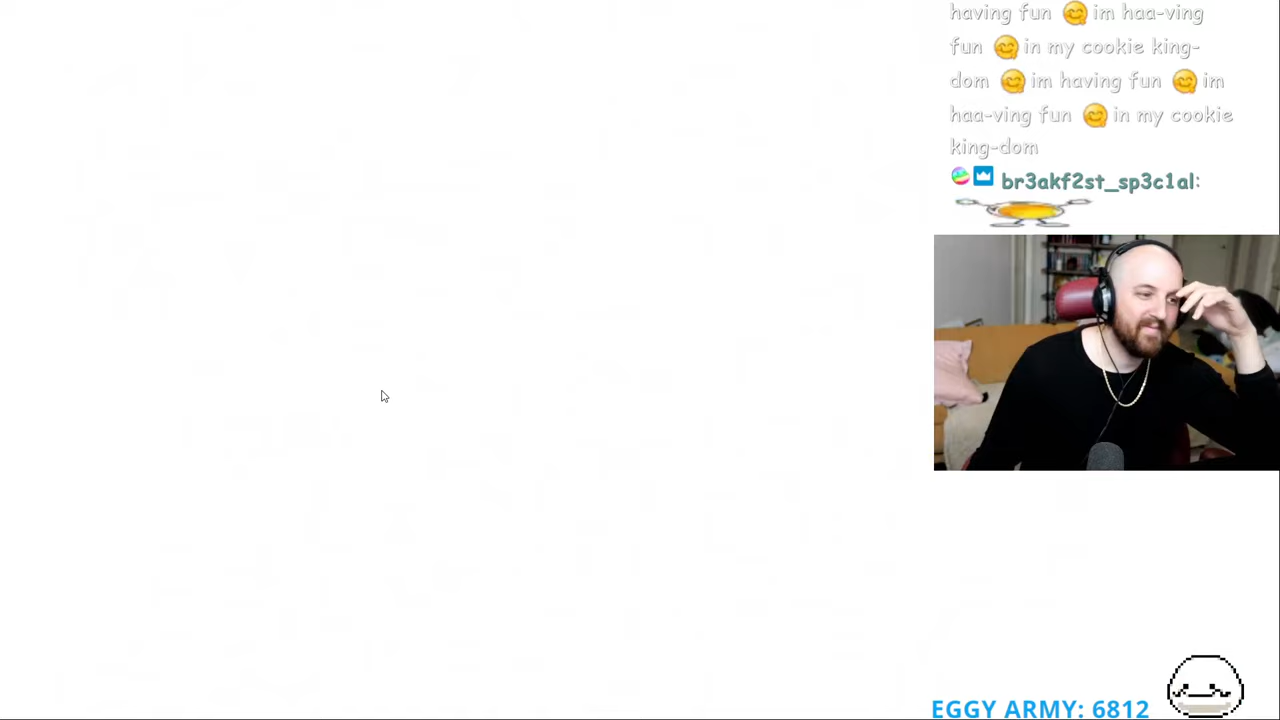 having fun 🤗 im haa-ving
fun 🤗 in my cookie king-
dom 🤗 im having fun 🤗 im
haa-ving fun 🤗 in my cookie
king-dom
br3akf2st_sp3c1al:
EGGY ARMY: 6812